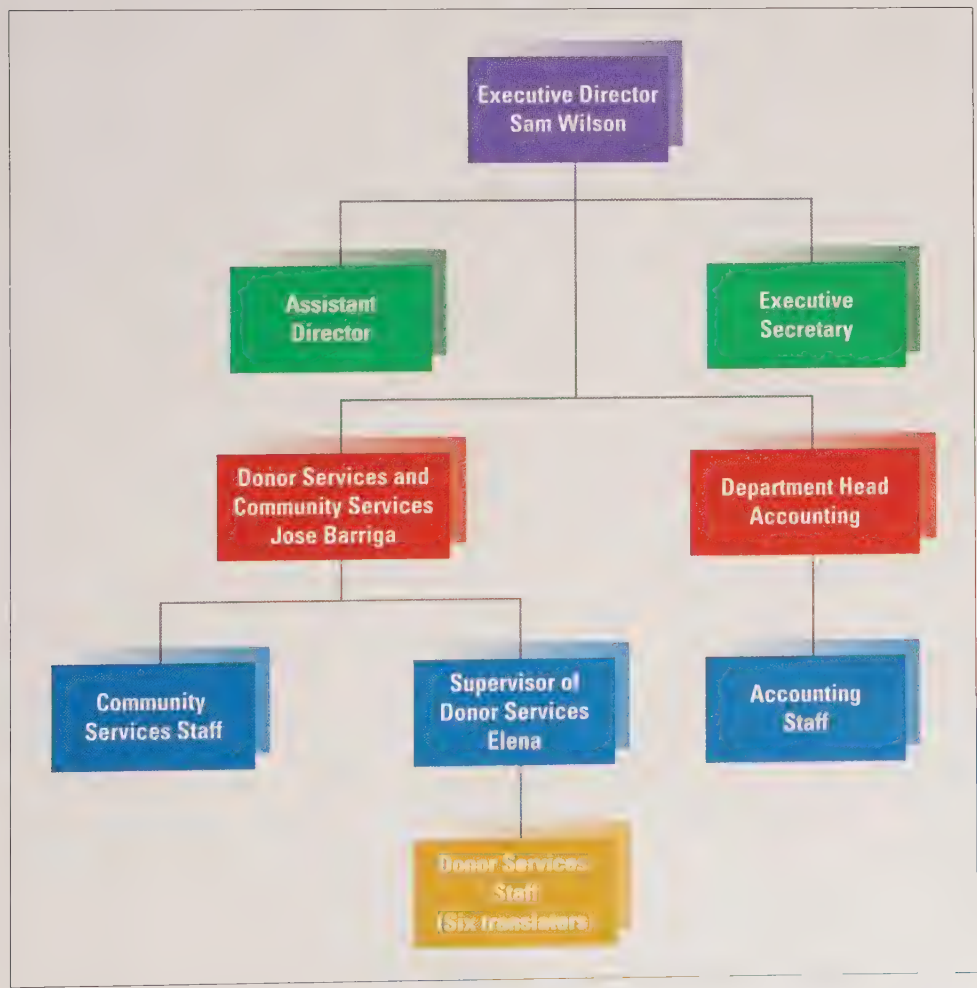 Executive Director
Sam Wilson
Assistant
Director
Executive
Secretary
Donor Services and
Community Services
Jose Barriga
Department Head
Accounting
Community
Services Staff
Supervisor of
Donor Services
Elena
Accounting
Staff
Donor Services
Staff
(Six translators)